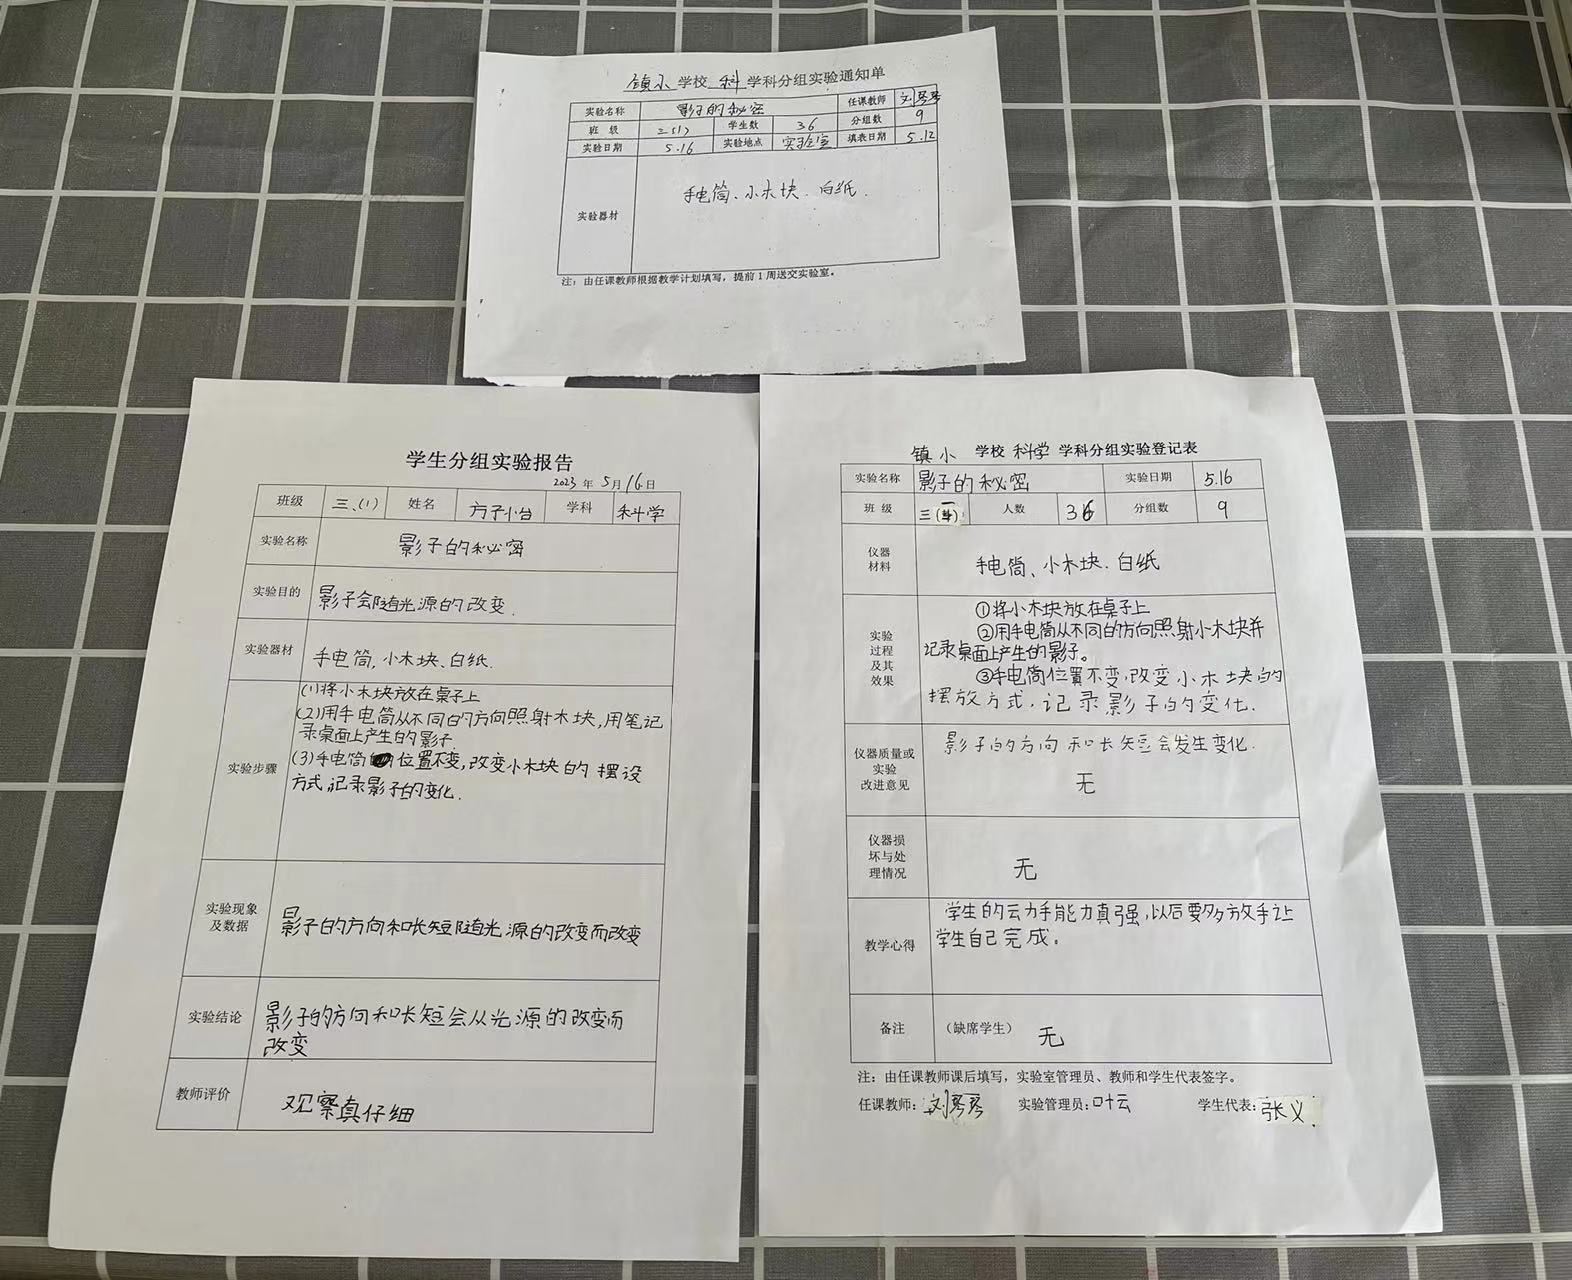 镇小 学校 科 学科分组实验通知单
实验名称 影子的秘密 任课教师 刘琴琴
班 级 三(1) 学生数 36 分组数 9
实验日期 5.16 实验地点 实验室 填表日期 5.12
实验器材 手电筒、小木块.白纸.
注：由任课教师根据教学计划填写，提前1周送交实验室。
学生分组实验报告
2023 年 5 月 16 日
班级 三、(1) 姓名 方子怡 学科 科学
实验名称 影子的秘密
实验目的 影子会随光源的改变.
实验器材 手电筒,小木块、白纸.
实验步骤
(1)将小木块放在桌子上
(2)用手电筒从不同的方向照射木块,用笔记
录桌面上产生的影子
(3)手电筒的位置不变,改变小木块的摆设
方式,记录影子的变化.
实验现象
及数据
影子的方向和长短随光源的改变而改变
实验结论
影子的方向和长短会从光源的改变而
改变
教师评价 观察真仔细
镇小 学校 科学 学科分组实验登记表
实验名称 影子的秘密 实验日期 5.16
班 级 三() 人数 36 分组数 9
仪器
材料
手电筒、小木块.白纸
实验
过程
及其
效果
①将小木块放在桌子上
②用手电筒从不同的方向照射小木块并
记录桌面上产生的影子。
③手电筒位置不变,改变小木块的
摆放方式,记录影子的变化.
影子的方向和长短会发生变化.
仪器质量或
实验
改进意见
无
仪器损
坏与处
理情况
无
教学心得
学生的动手能力真强,以后要多放手让
学生自己完成。
备注 （缺席学生） 无
注：由任课教师课后填写，实验室管理员、教师和学生代表签字。
任课教师：刘琴琴 实验管理员：叶云 学生代表：张义